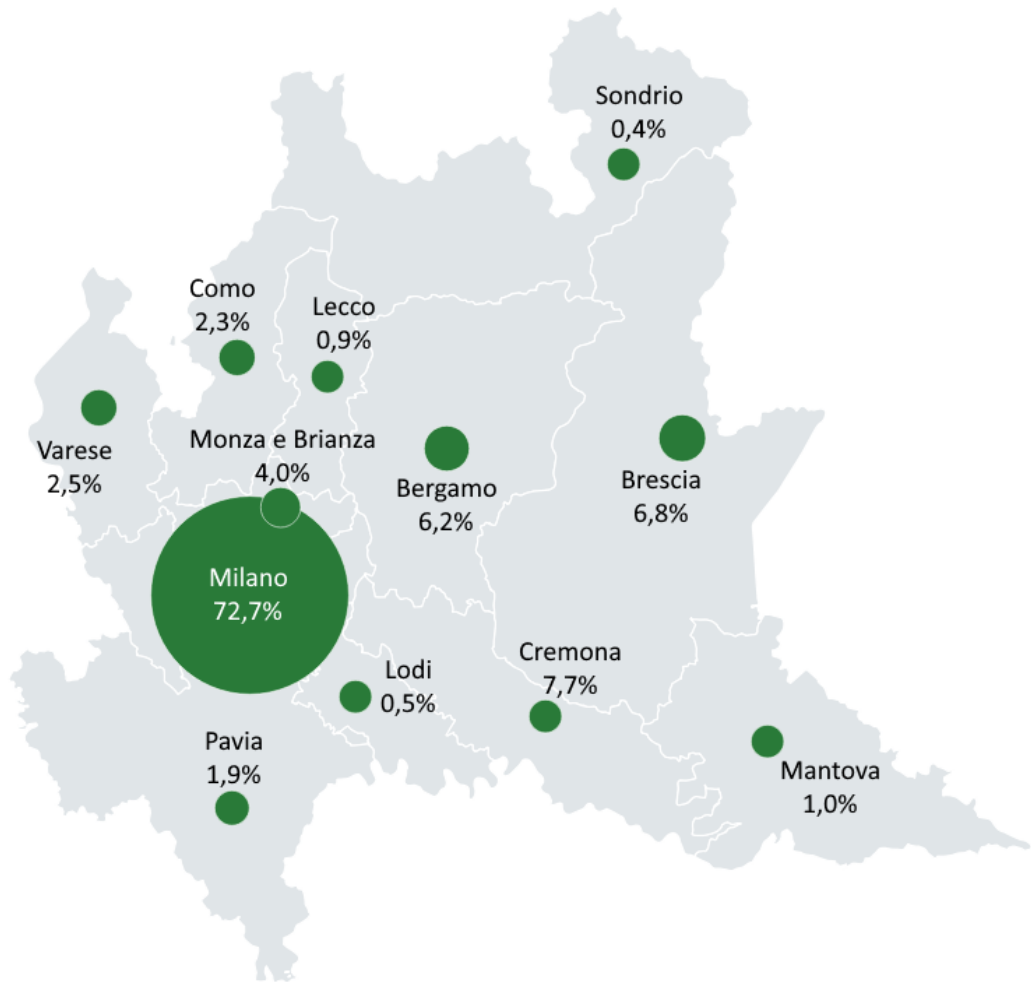 Sondrio
0,4%
Como
2,3%
Lecco
0,9%
Varese
2,5%
Monza e Brianza
4,0%
Bergamo
6,2%
Brescia
6,8%
Milano
72,7%
Lodi
0,5%
Cremona
7,7%
Pavia
1,9%
Mantova
1,0%